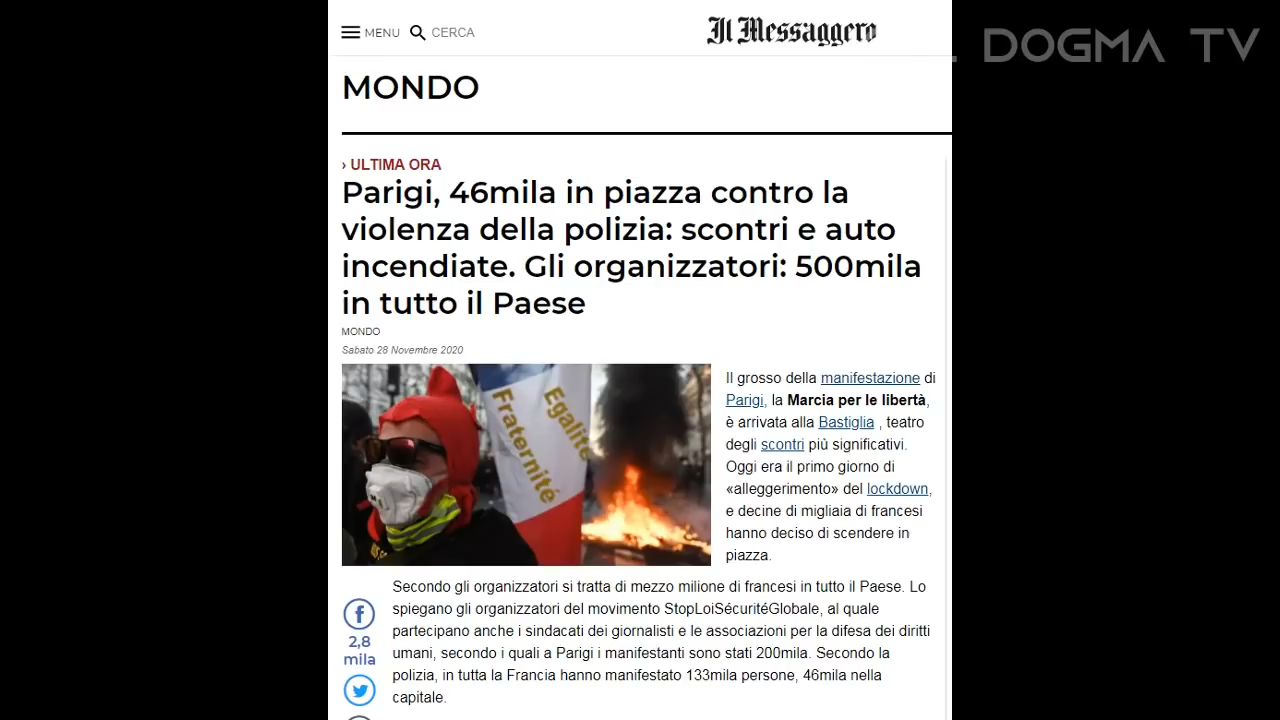 MENU CERCA Il Messaggero
DOGMA TV
MONDO
› ULTIMA ORA
Parigi, 46mila in piazza contro la
violenza della polizia: scontri e auto
incendiate. Gli organizzatori: 500mila
in tutto il Paese
MONDO
Sabato 28 Novembre 2020
Egalité
Fraternité
Il grosso della manifestazione di
Parigi, la Marcia per le libertà,
è arrivata alla Bastiglia , teatro
degli scontri più significativi.
Oggi era il primo giorno di
«alleggerimento» del lockdown,
e decine di migliaia di francesi
hanno deciso di scendere in
piazza.
Secondo gli organizzatori si tratta di mezzo milione di francesi in tutto il Paese. Lo
spiegano gli organizzatori del movimento StopLoiSécuritéGlobale, al quale
partecipano anche i sindacati dei giornalisti e le associazioni per la difesa dei diritti
umani, secondo i quali a Parigi i manifestanti sono stati 200mila. Secondo la
polizia, in tutta la Francia hanno manifestato 133mila persone, 46mila nella
capitale.
2,8
mila